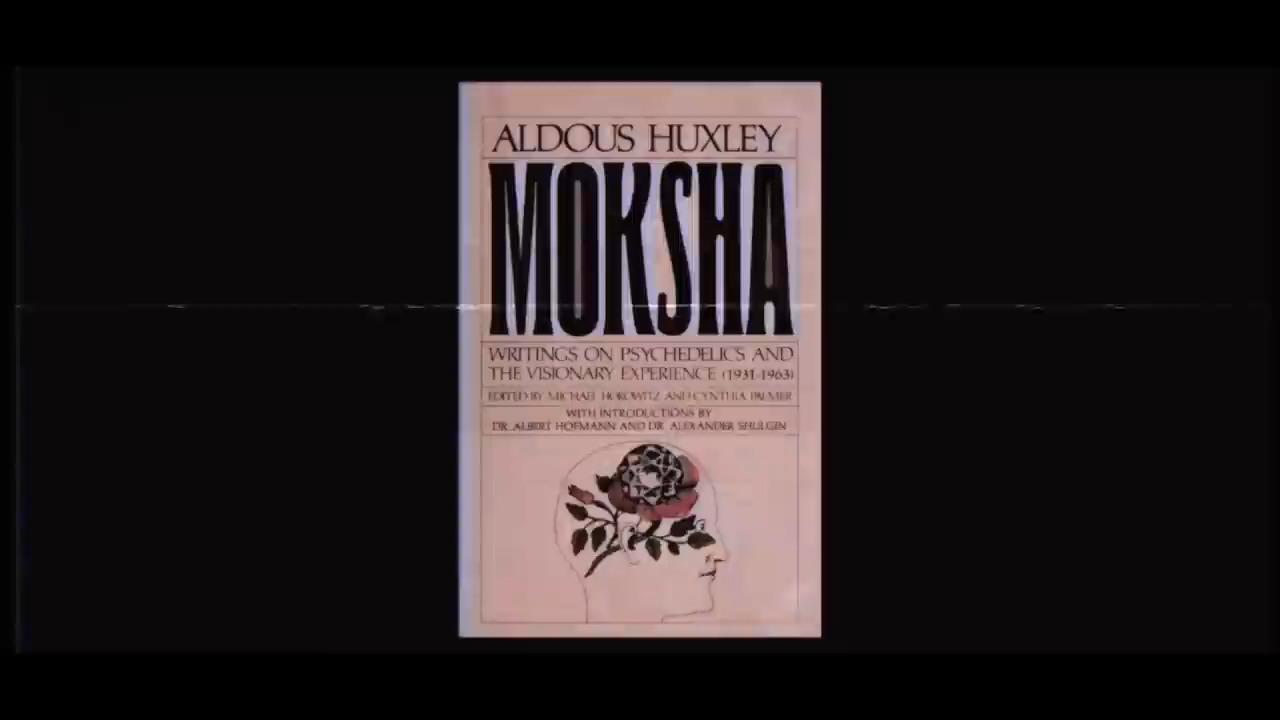 ALDOUS HUXLEY
MOKSHA
WRITINGS ON PSYCHEDELICS AND
THE VISIONARY EXPERIENCE (1931-1963)
EDITED BY MICHAEL HOROWITZ AND CYNTHIA PALMER
WITH INTRODUCTIONS BY
DR. ALBERT HOFMANN AND DR. ALEXANDER SHULGIN